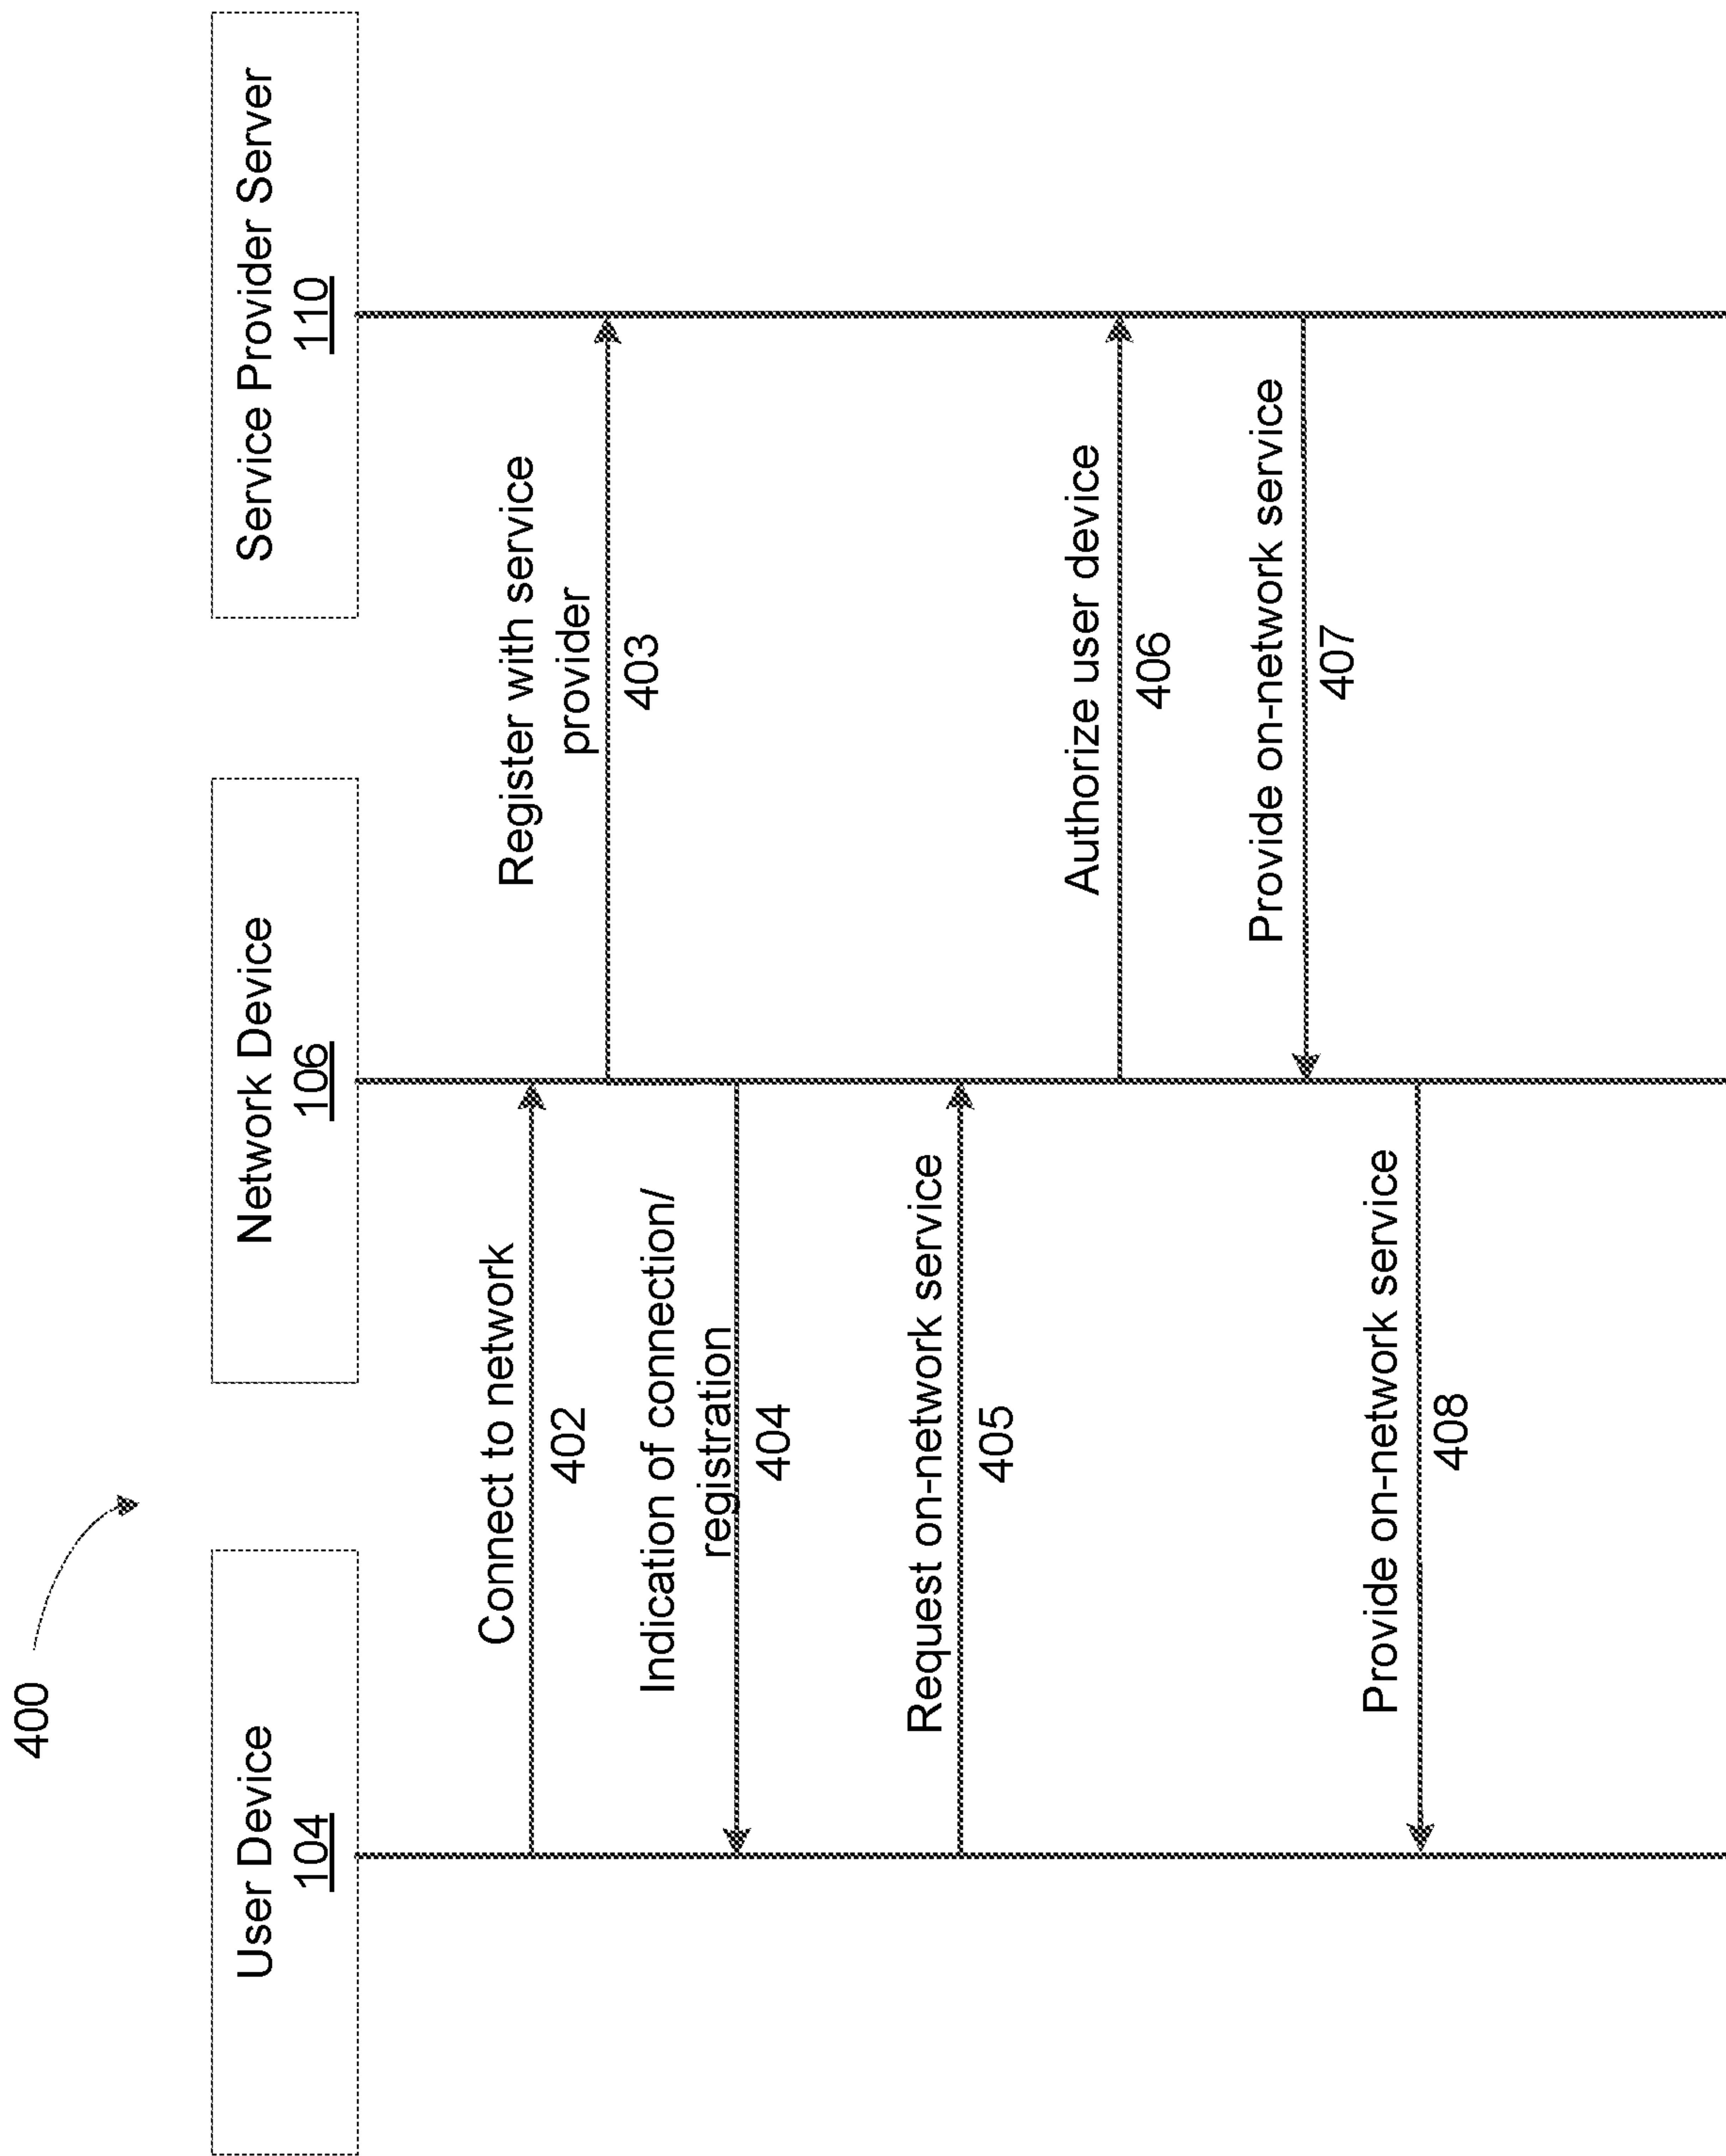 400
User Device
104
Network Device
106
Service Provider Server
110
Connect to network
402
Register with service
provider
403
Indication of connection/
registration
404
Request on-network service
405
Authorize user device
406
Provide on-network service
407
Provide on-network service
408